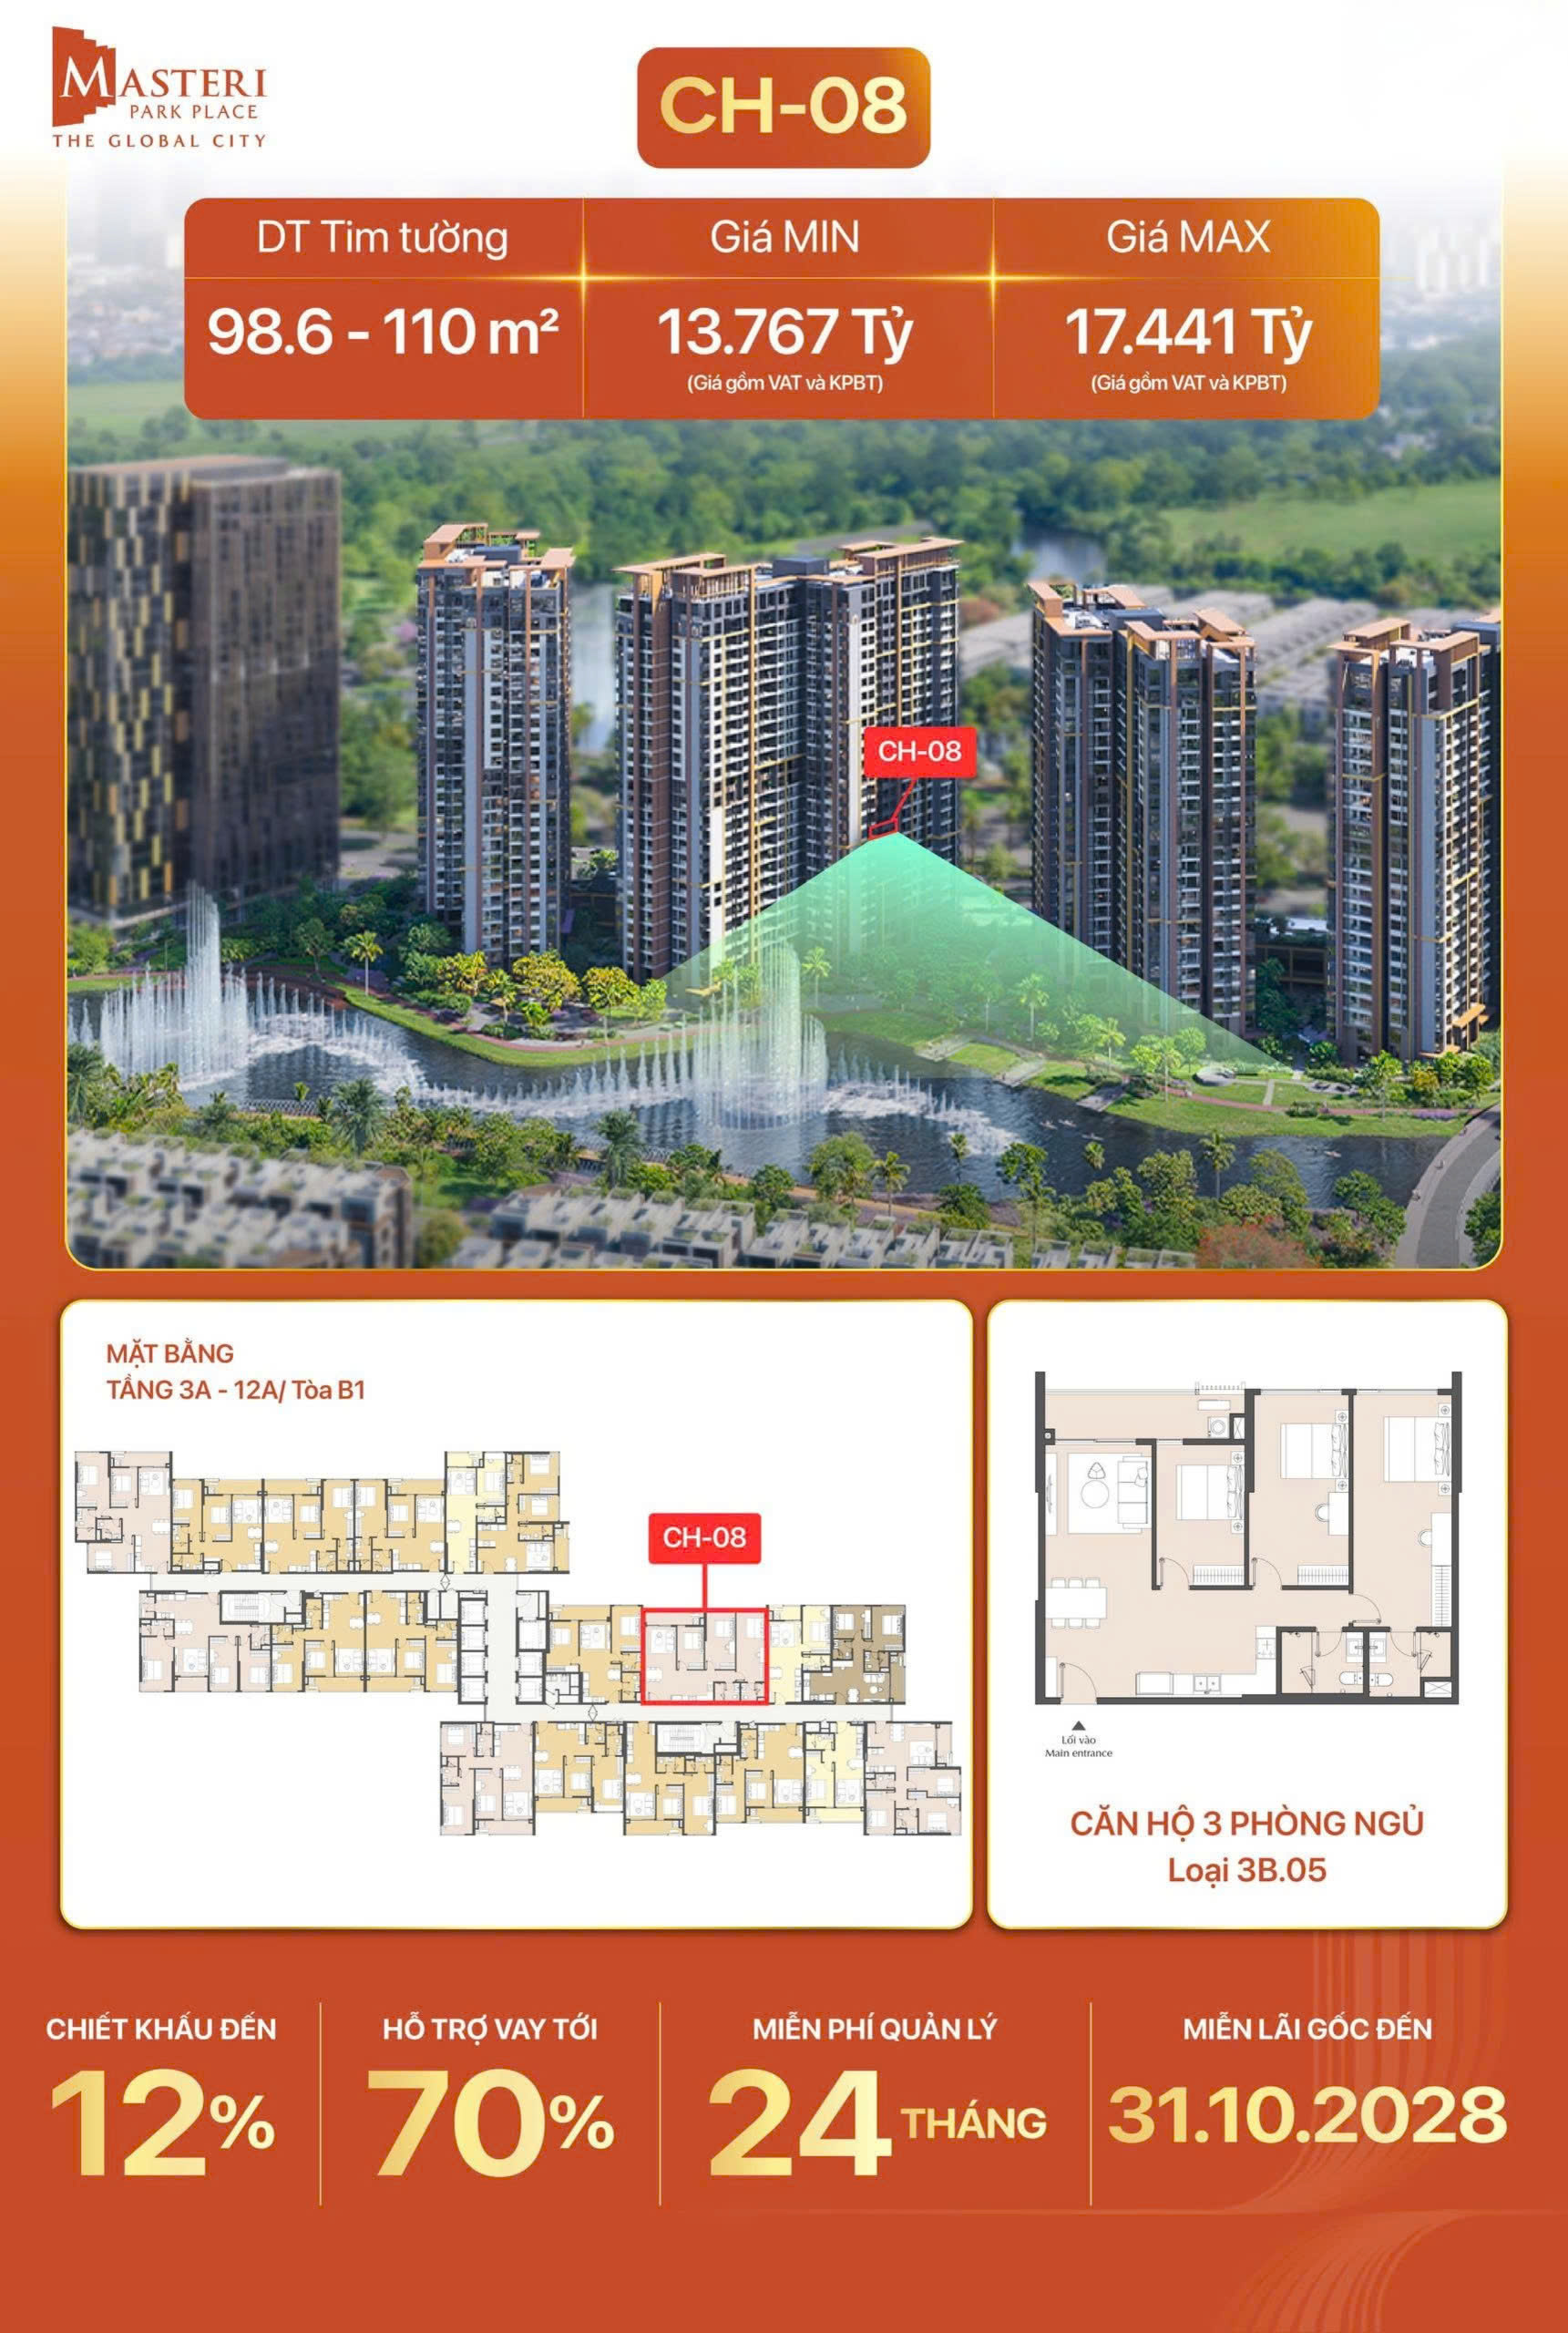 MASTERI
PARK PLACE
THE GLOBAL CITY
CH-08
DT Tim tường
Giá MIN
Giá MAX
98.6 - 110 m²
13.767 Tỷ
17.441 Tỷ
(Giá gồm VAT và KPBT)
(Giá gồm VAT và KPBT)
CH-08
MẶT BẰNG
TẦNG 3A - 12A/ Tòa B1
CH-08
Lối vào
Main entrance
CĂN HỘ 3 PHÒNG NGỦ
Loại 3B.05
CHIẾT KHẤU ĐẾN
12%
HỖ TRỢ VAY TỚI
70%
MIỄN PHÍ QUẢN LÝ
24 THÁNG
MIỄN LÃI GỐC ĐẾN
31.10.2028